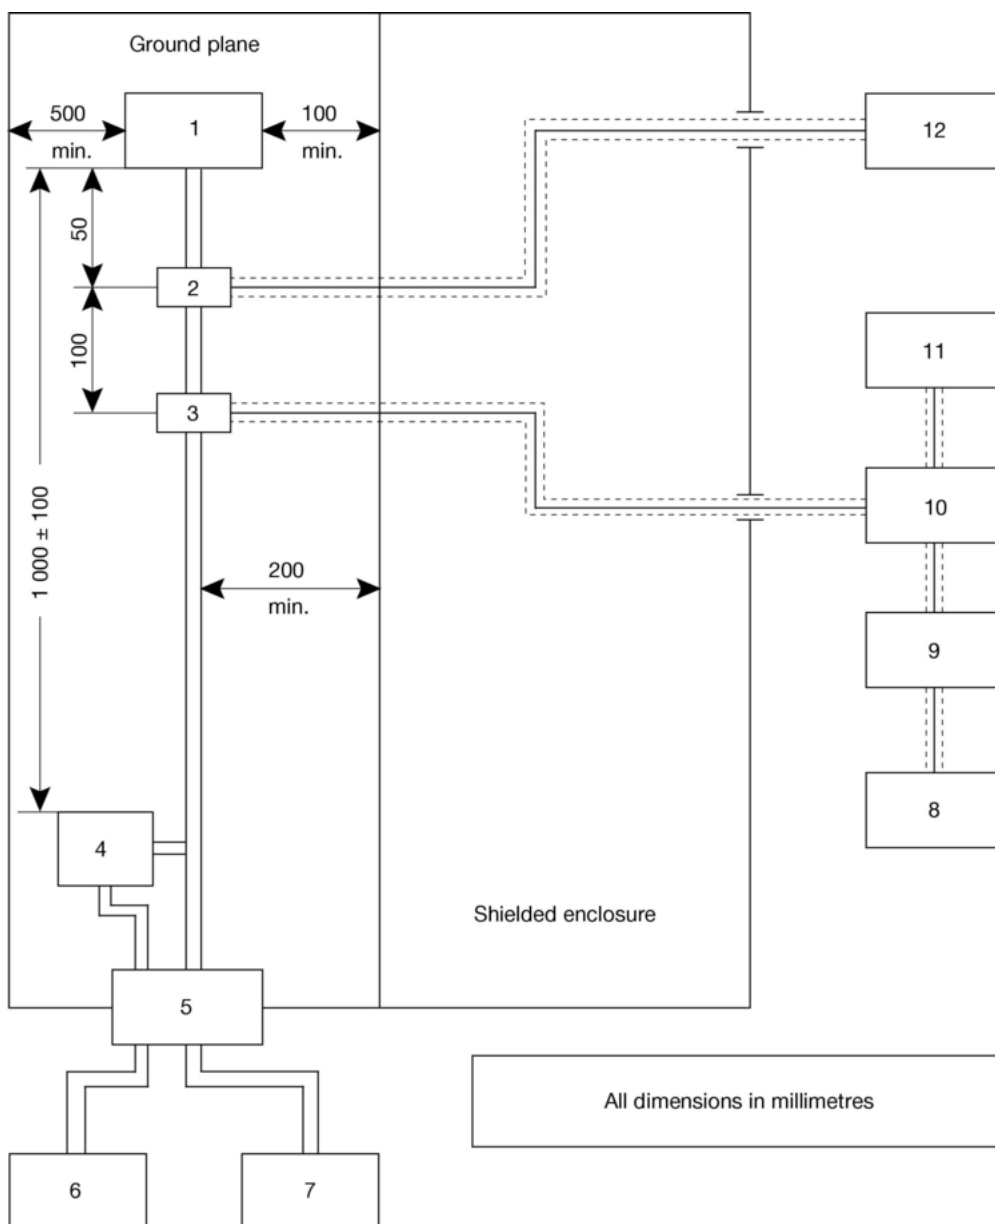 Ground plane
500
min.
1
100
min.
12
50
2
100
11
3
10
1 000 ± 100
200
min.
9
4
8
Shielded enclosure
5
All dimensions in millimetres
6
7